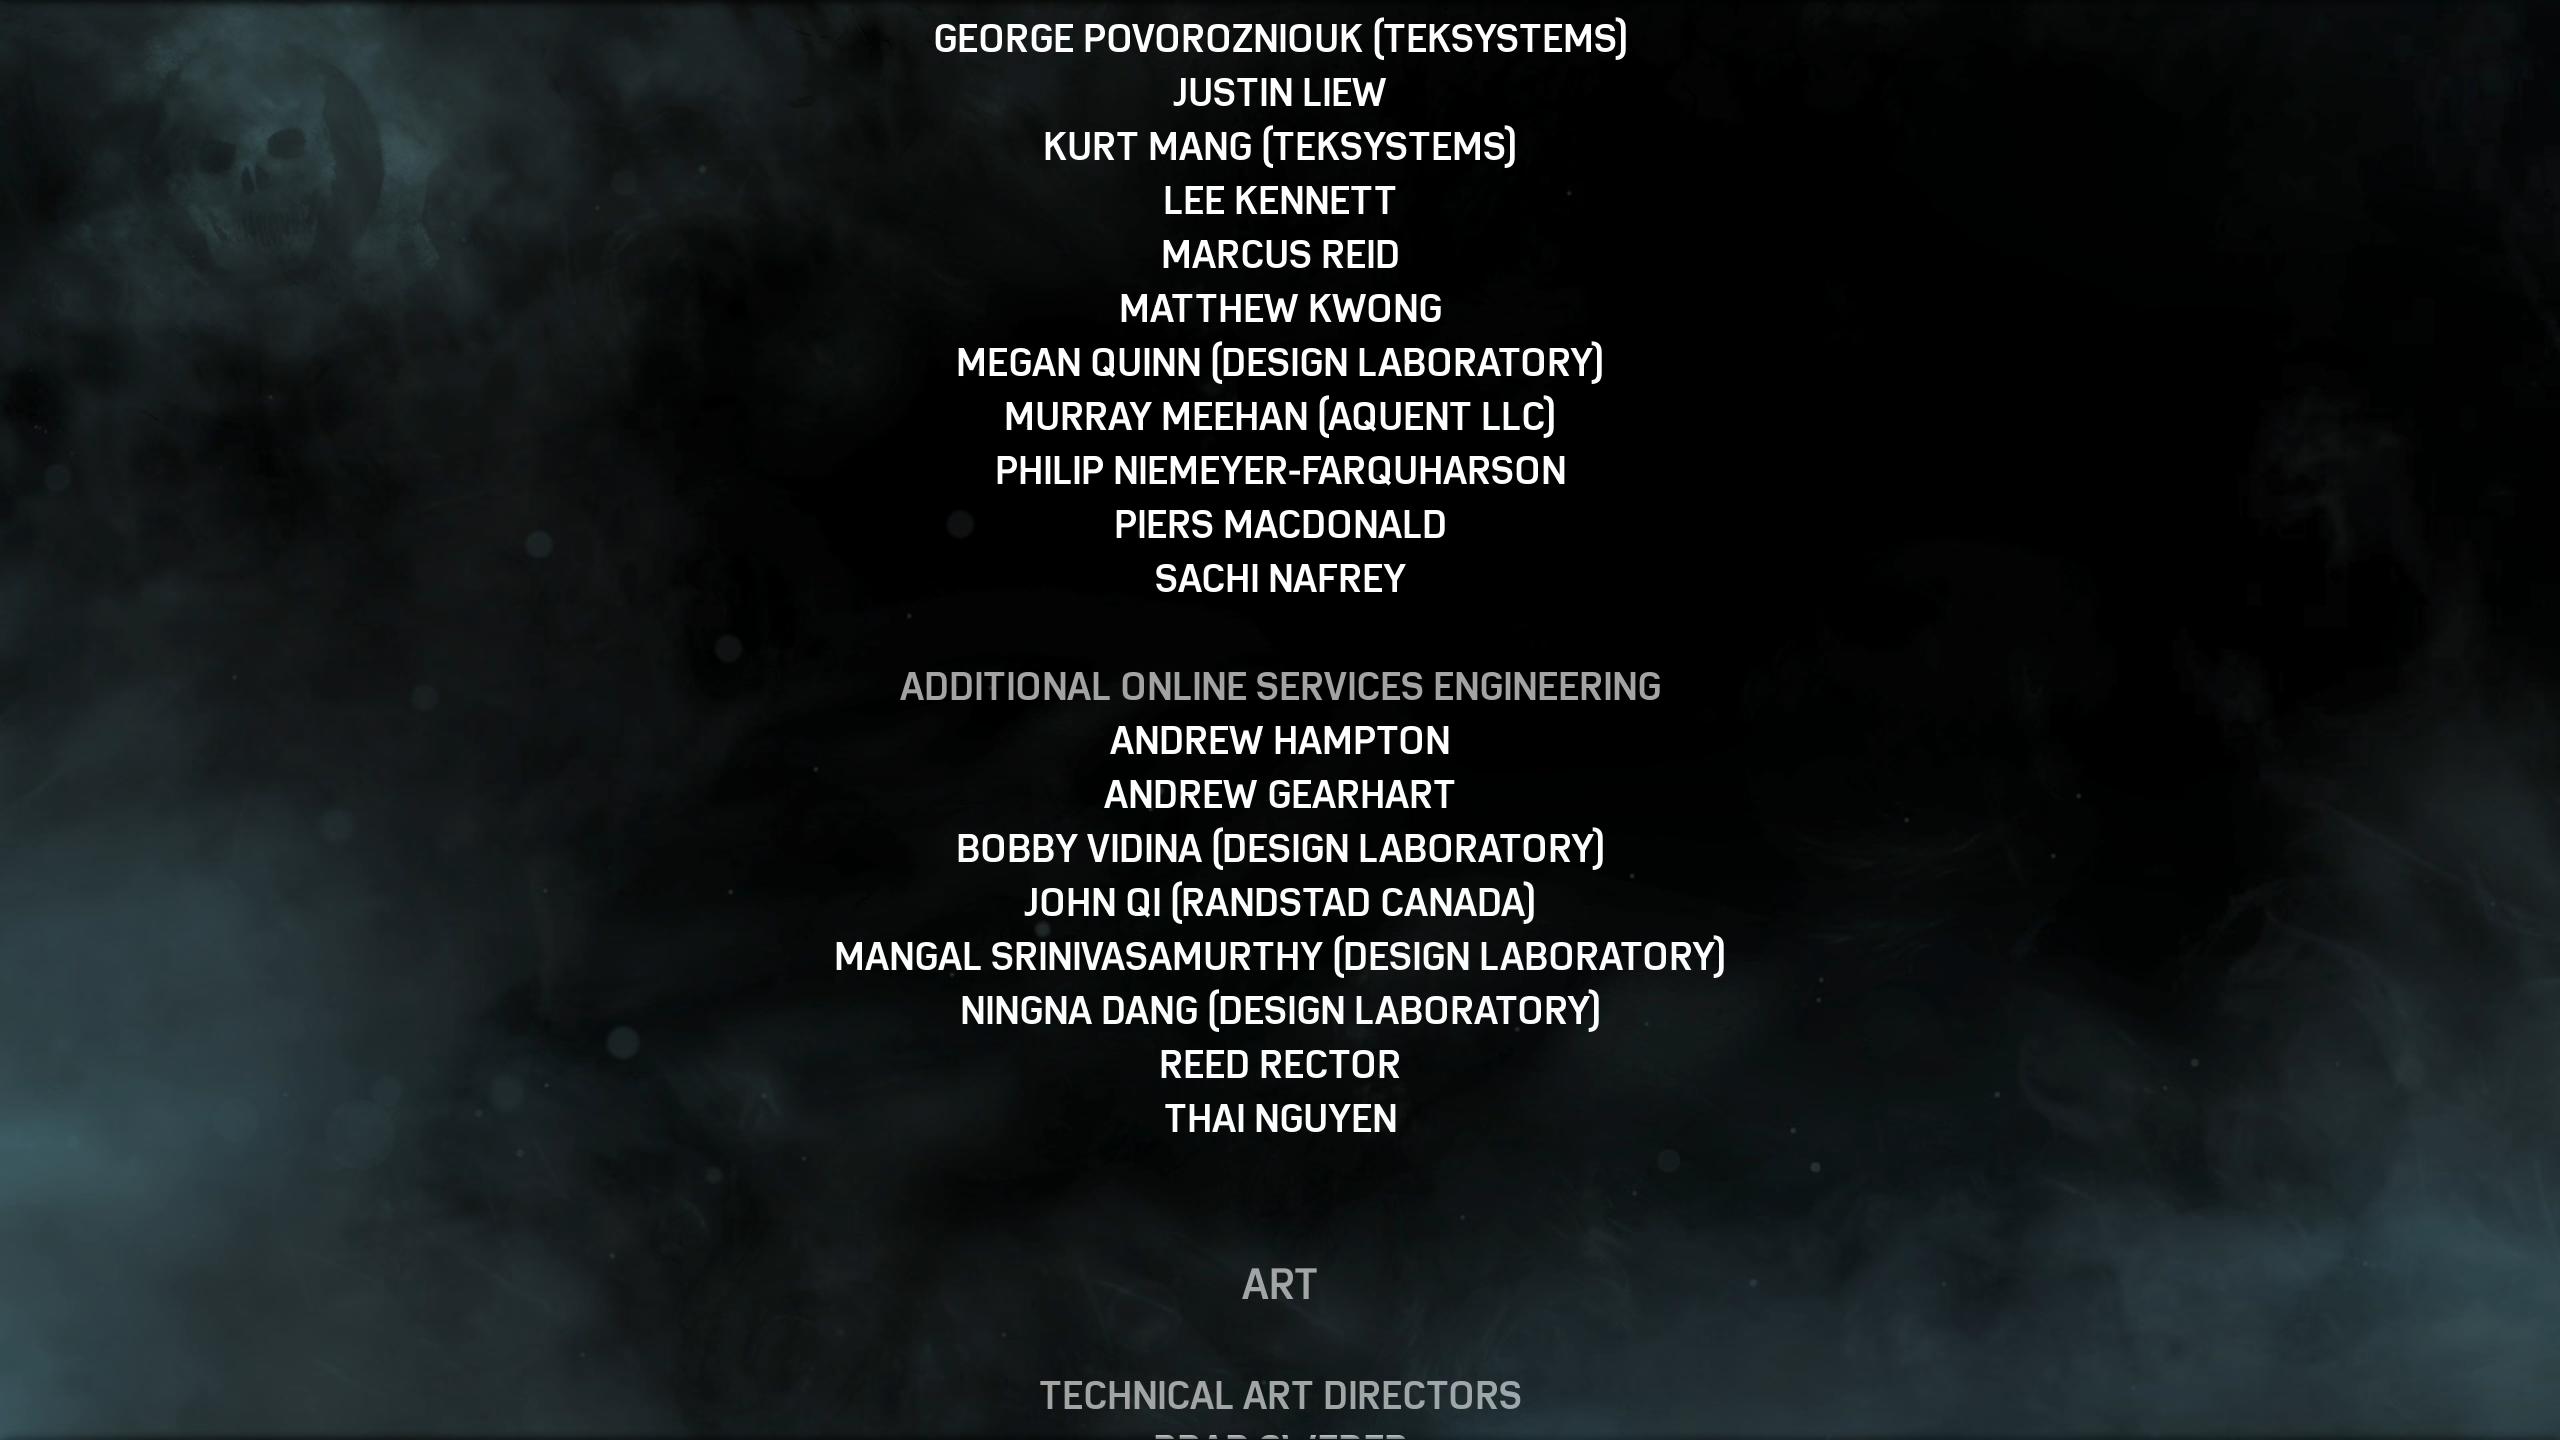 GEORGE POVOROZNIOUK (TEKSYSTEMS)
JUSTIN LIEW
KURT MANG (TEKSYSTEMS)
LEE KENNETT
MARCUS REID
MATTHEW KWONG
MEGAN QUINN (DESIGN LABORATORY)
MURRAY MEEHAN (AQUENT LLC)
PHILIP NIEMEYER-FARQUHARSON
PIERS MACDONALD
SACHI NAFREY
ADDITIONAL ONLINE SERVICES ENGINEERING
ANDREW HAMPTON
ANDREW GEARHART
BOBBY VIDINA (DESIGN LABORATORY)
JOHN QI (RANDSTAD CANADA)
MANGAL SRINIVASAMURTHY (DESIGN LABORATORY)
NINGNA DANG (DESIGN LABORATORY)
REED RECTOR
THAI NGUYEN
ART
TECHNICAL ART DIRECTORS